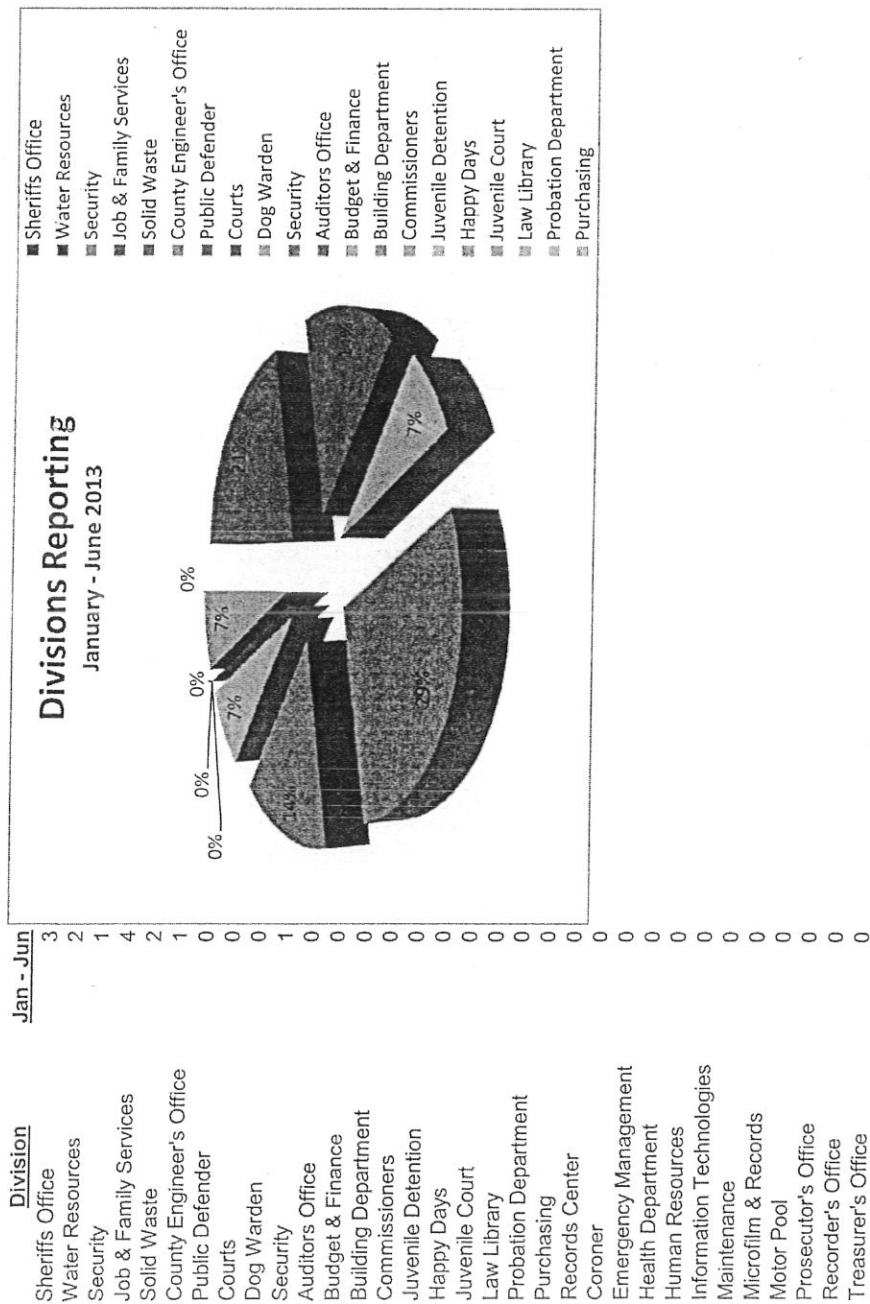 Division Jan - Jun
Sheriffs Office 3
Water Resources 2
Security 1
Job & Family Services 4
Solid Waste 2
County Engineer's Office 1
Public Defender 0
Courts 0
Dog Warden 0
Security 1
Auditors Office 0
Budget & Finance 0
Building Department 0
Commissioners 0
Juvenile Detention 0
Happy Days 0
Juvenile Court 0
Law Library 0
Probation Department 0
Purchasing 0
Records Center 0
Coroner 0
Emergency Management 0
Health Department 0
Human Resources 0
Information Technologies 0
Maintenance 0
Microfilm & Records 0
Motor Pool 0
Prosecutor's Office 0
Recorder's Office 0
Treasurer's Office 0
Divisions Reporting
January - June 2013
0%
0%
0%
0%
7%
7%
14%
29%
7%
21%
Sheriffs Office
Water Resources
Security
Job & Family Services
Solid Waste
County Engineer's Office
Public Defender
Courts
Dog Warden
Security
Auditors Office
Budget & Finance
Building Department
Commissioners
Juvenile Detention
Happy Days
Juvenile Court
Law Library
Probation Department
Purchasing